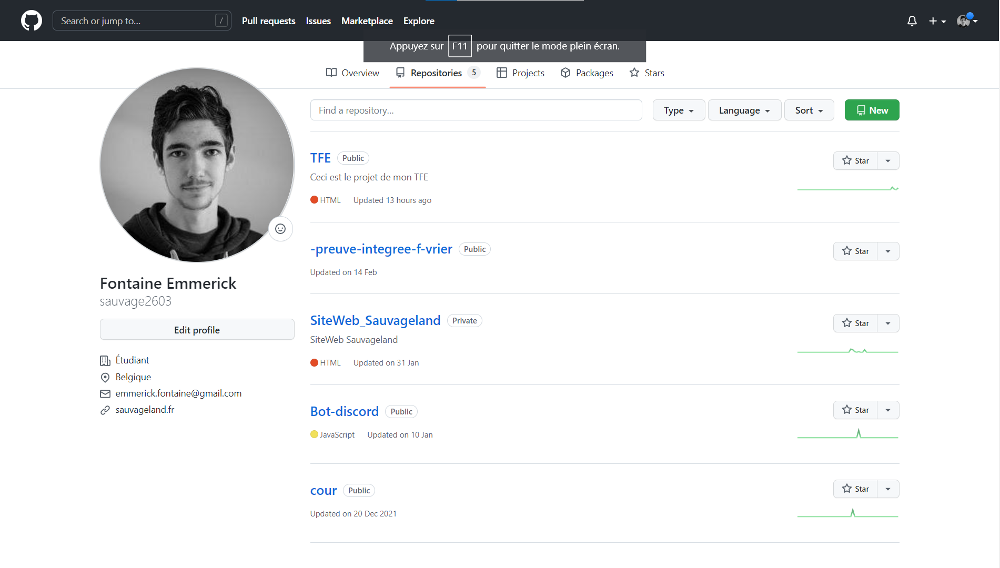 Search or jump to... /
Pull requests Issues Marketplace Explore
Appuyez sur F11 pour quitter le mode plein écran.
Overview Repositories 5 Projects Packages Stars
Find a repository… Type Language Sort New
TFE Public
Star
Ceci est le projet de mon TFE
HTML Updated 13 hours ago
-preuve-integree-f-vrier Public
Star
Updated on 14 Feb
SiteWeb_Sauvageland Private
Star
SiteWeb Sauvageland
HTML Updated on 31 Jan
Bot-discord Public
Star
JavaScript Updated on 10 Jan
cour Public
Star
Updated on 20 Dec 2021
Fontaine Emmerick
sauvage2603
Edit profile
Étudiant
Belgique
emmerick.fontaine@gmail.com
sauvageland.fr